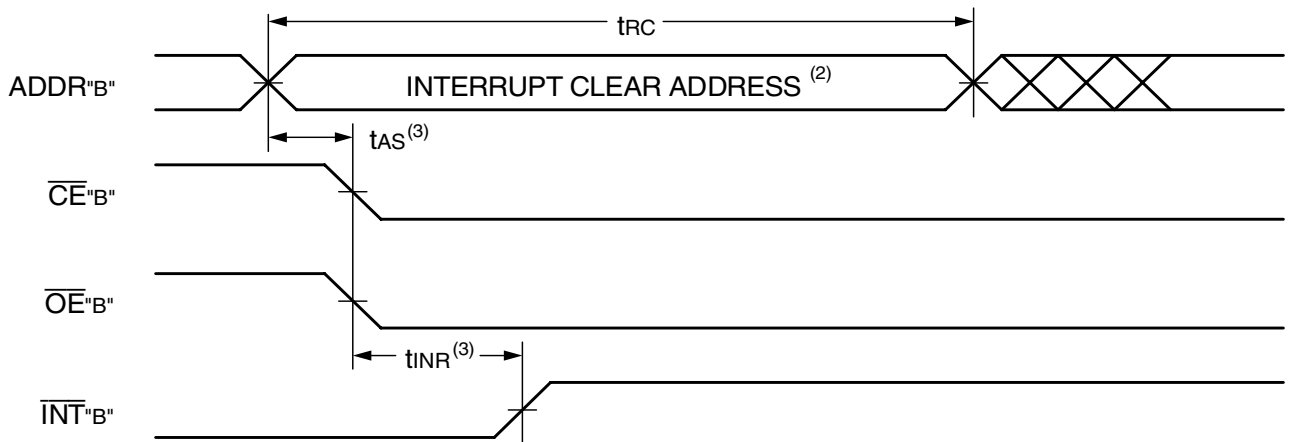 tRC
ADDR"B" INTERRUPT CLEAR ADDRESS (2)
tAS(3)
CE"B"
OE"B"
tINR(3)
INT"B"